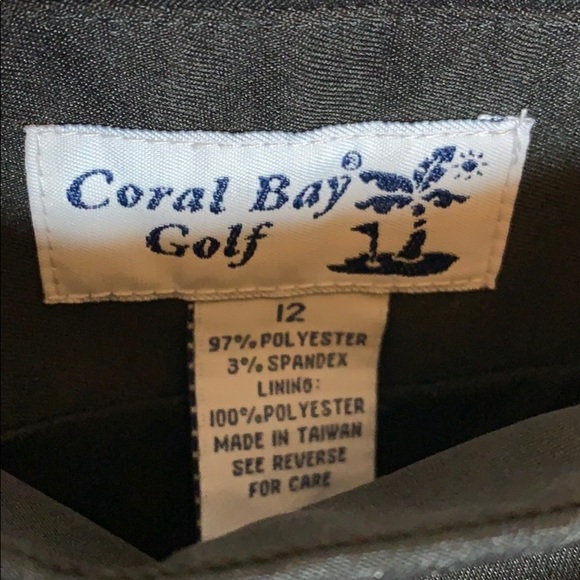 Coral Bay®
Golf
12
97% POLYESTER
3% SPANDEX
LINING:
100% POLYESTER
MADE IN TAIWAN
SEE REVERSE
FOR CARE